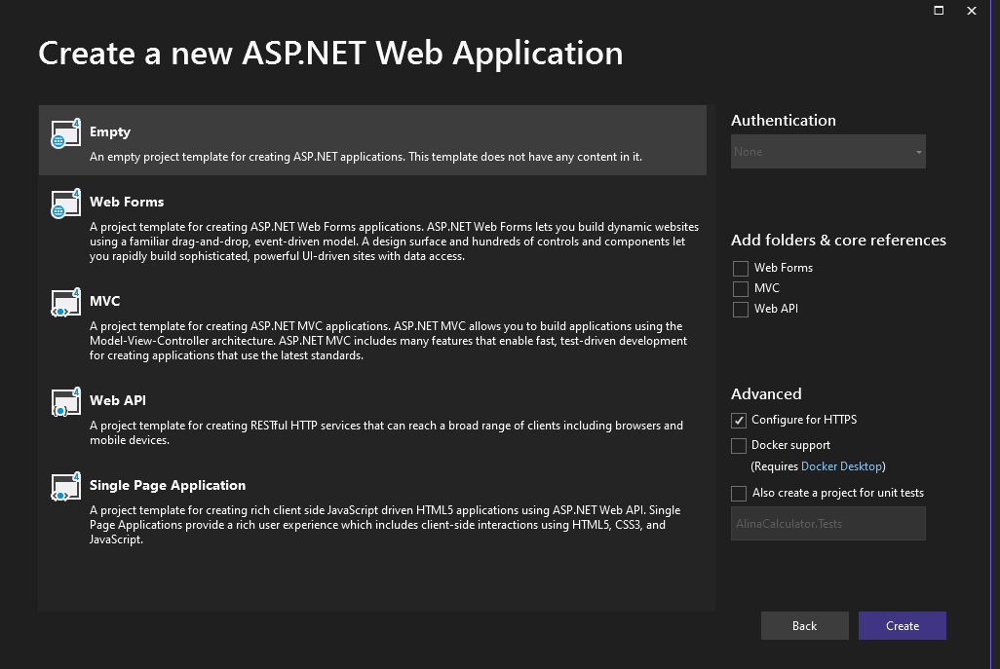 Create a new ASP.NET Web Application
4
Empty
An empty project template for creating ASP.NET applications. This template does not have any content in it.
4
Web Forms
A project template for creating ASP.NET Web Forms applications. ASP.NET Web Forms lets you build dynamic websites
using a familiar drag-and-drop, event-driven model. A design surface and hundreds of controls and components let
you rapidly build sophisticated, powerful UI-driven sites with data access.
4
MVC
A project template for creating ASP.NET MVC applications. ASP.NET MVC allows you to build applications using the
Model-View-Controller architecture. ASP.NET MVC includes many features that enable fast, test-driven development
for creating applications that use the latest standards.
4
Web API
A project template for creating RESTful HTTP services that can reach a broad range of clients including browsers and
mobile devices.
4
Single Page Application
A project template for creating rich client side JavaScript driven HTML5 applications using ASP.NET Web API. Single
Page Applications provide a rich user experience which includes client-side interactions using HTML5, CSS3, and
JavaScript.
Authentication
None
Add folders & core references
Web Forms
MVC
Web API
Advanced
Configure for HTTPS
Docker support
(Requires Docker Desktop)
Also create a project for unit tests
AlinaCalculator.Tests
Back
Create